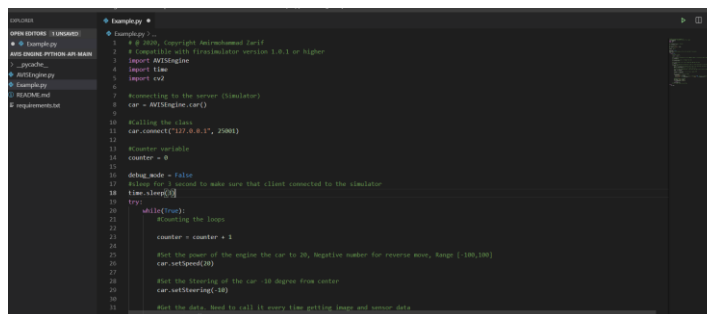 EXPLORER
OPEN EDITORS 1 UNSAVED
Example.py
AVIS-ENGINE-PYTHON-API-MAIN
__pycache__
AVISEngine.py
Example.py
README.md
requirements.txt
Example.py
Example.py > ...
1 # @ 2020, Copyright Amirmohammad Zarif
2 # Compatible with firasimulator version 1.0.1 or higher
3 import AVISEngine
4 import time
5 import cv2
6
7 #connecting to the server (Simulator)
8 car = AVISEngine.car()
9
10 #Calling the class
11 car.connect("127.0.0.1", 25001)
12
13 #Counter variable
14 counter = 0
15
16 debug_mode = False
17 #sleep for 3 second to make sure that client connected to the simulator
18 time.sleep(3)
19 try:
20 while(True):
21 #Counting the loops
22
23 counter = counter + 1
24
25 #Set the power of the engine the car to 20, Negative number for reverse move, Range [-100,100]
26 car.setSpeed(20)
27
28 #Set the Steering of the car -10 degree from center
29 car.setSteering(-10)
30
31 #Get the data. Need to call it every time getting image and sensor data